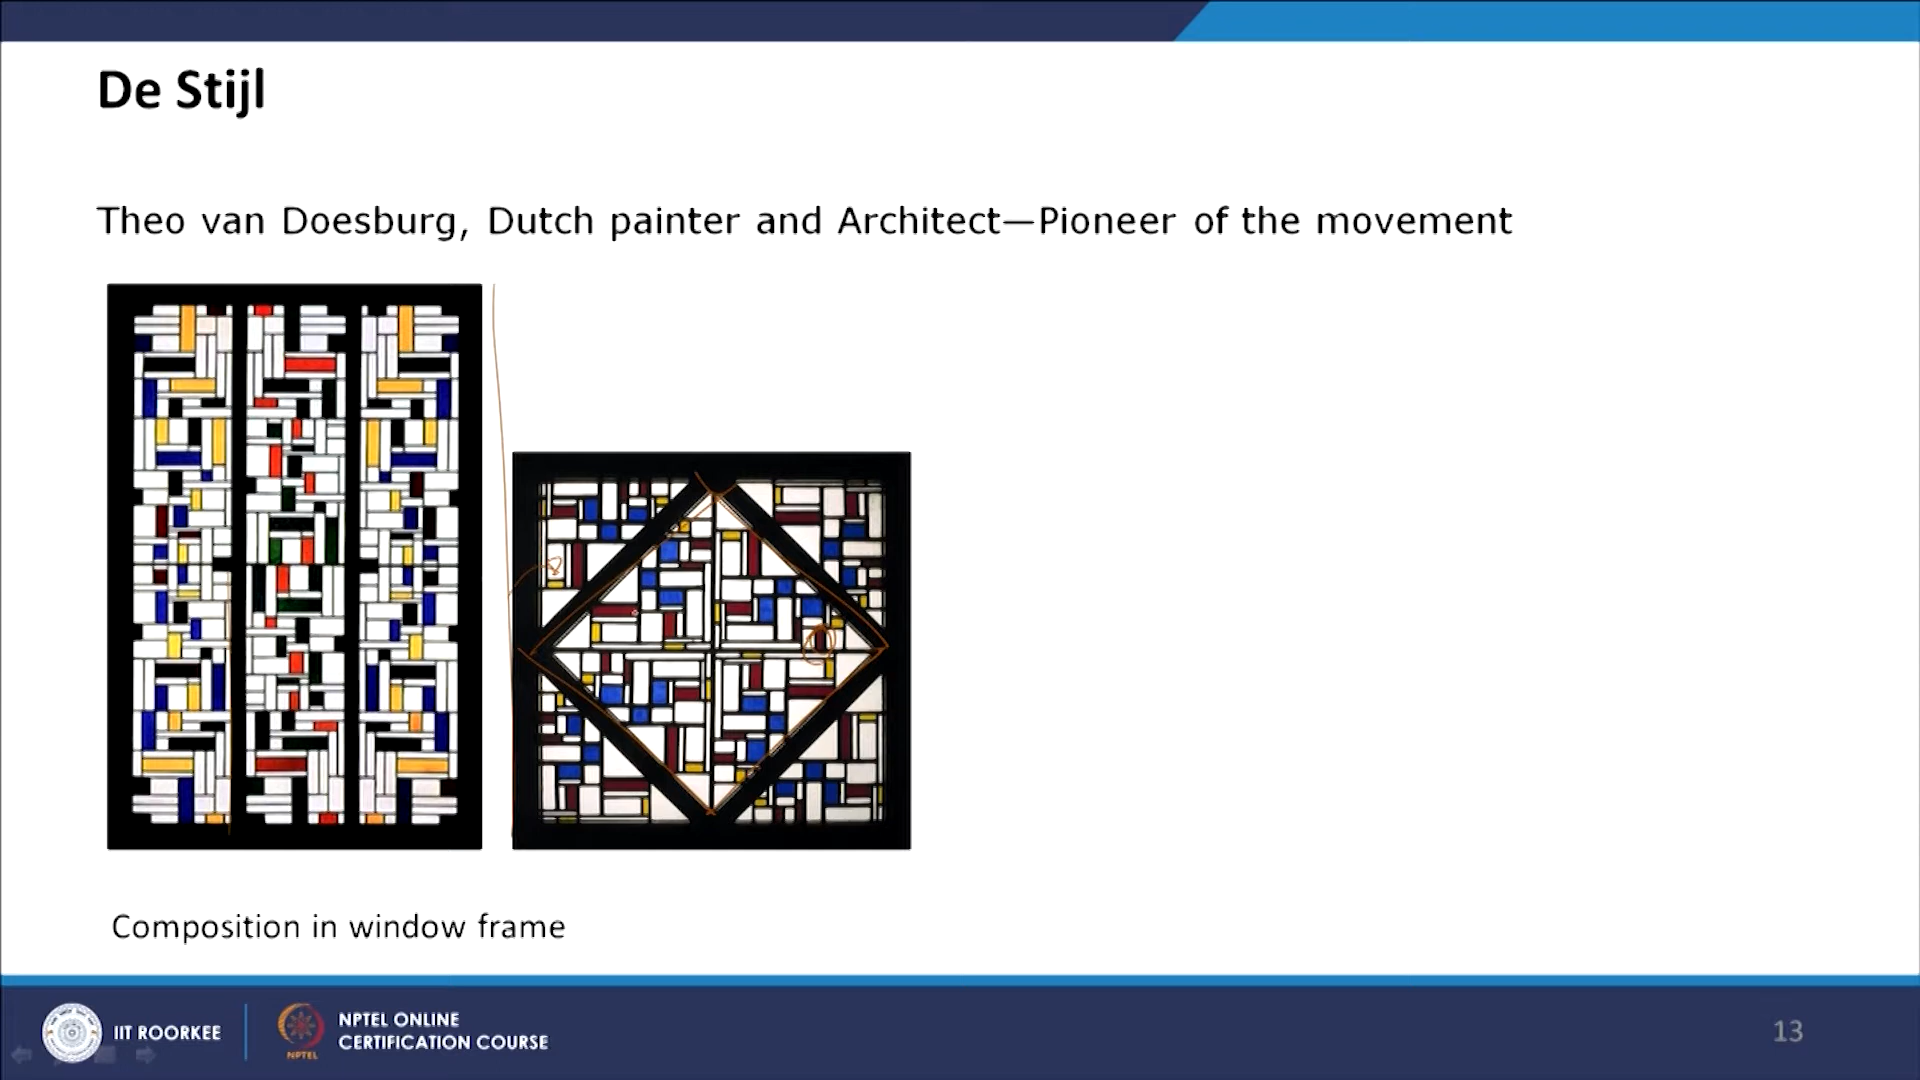 De Stijl
Theo van Doesburg, Dutch painter and Architect—Pioneer of the movement
Composition in window frame
IIT ROORKEE
NPTEL
NPTEL ONLINE
CERTIFICATION COURSE
13